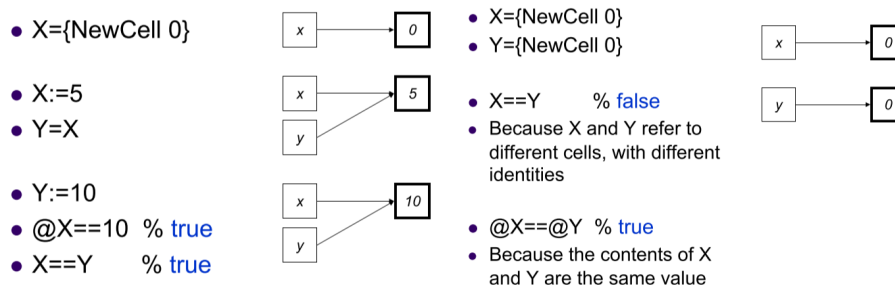 X={NewCell 0}
x
0
X:=5
Y=X
x
5
y
Y:=10
@X==10 % true
X==Y % true
x
10
y
X={NewCell 0}
Y={NewCell 0}
x
0
y
0
X==Y % false
Because X and Y refer to
different cells, with different
identities
@X==@Y % true
Because the contents of X
and Y are the same value